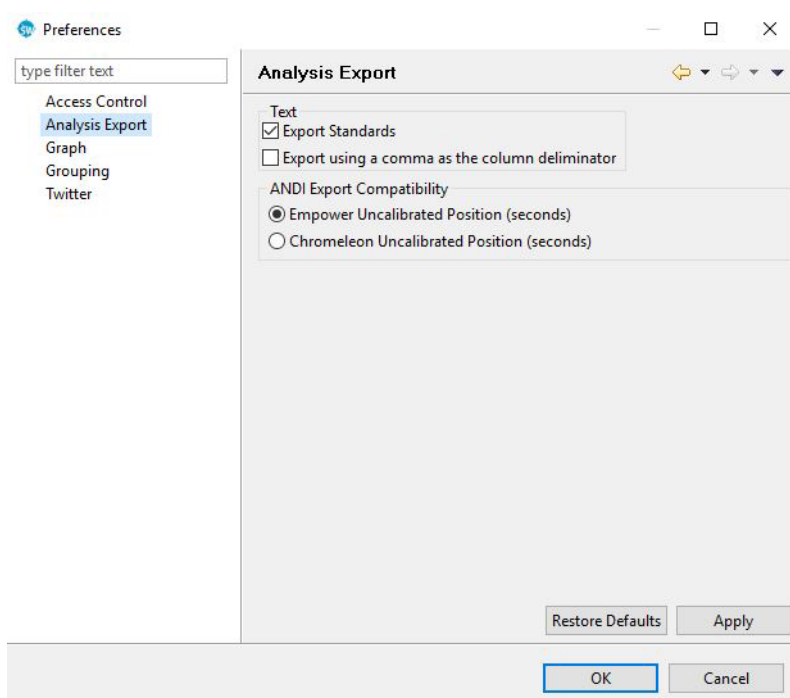 SW Preferences
type filter text
Access Control
Analysis Export
Graph
Grouping
Twitter
Analysis Export
Text
Export Standards
Export using a comma as the column deliminator
ANDI Export Compatibility
Empower Uncalibrated Position (seconds)
Chromeleon Uncalibrated Position (seconds)
Restore Defaults Apply
OK Cancel